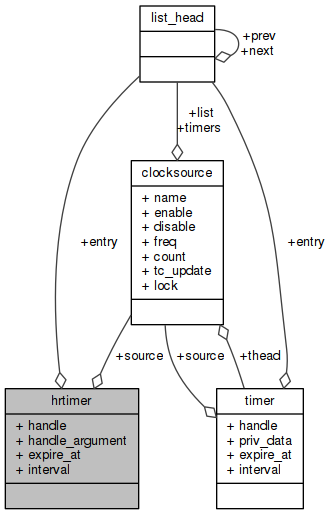 list_head
+prev
+next
+list
+timers
clocksource
+ name
+ enable
+ disable
+ freq
+ count
+ tc_update
+ lock
+entry
+entry
+source
+source
+thead
hrtimer
+ handle
+ handle_argument
+ expire_at
+ interval
timer
+ handle
+ priv_data
+ expire_at
+ interval